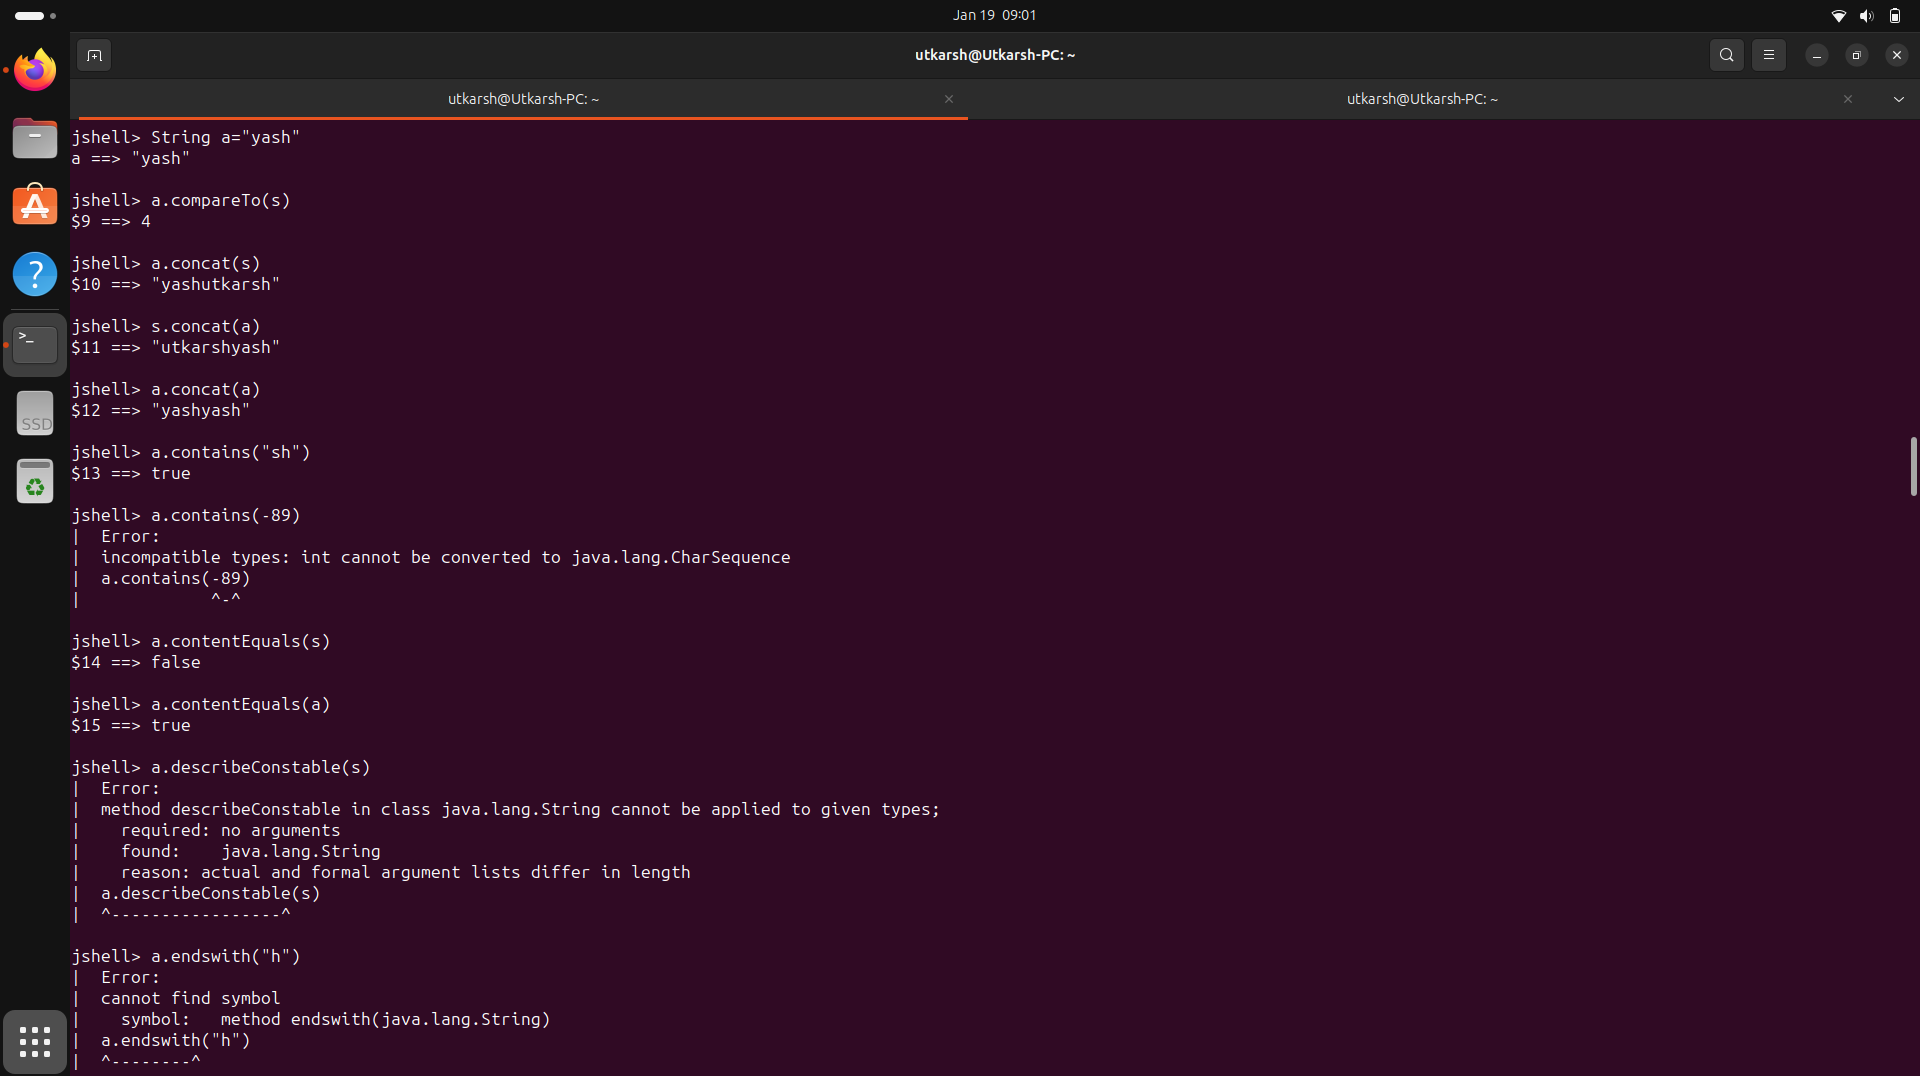 Jan 19 09:01
utkarsh@Utkarsh-PC: ~
utkarsh@Utkarsh-PC: ~
utkarsh@Utkarsh-PC: ~
jshell> String a="yash"
a ==> "yash"
jshell> a.compareTo(s)
$9 ==> 4
jshell> a.concat(s)
$10 ==> "yashutkarsh"
jshell> s.concat(a)
$11 ==> "utkarshyash"
jshell> a.concat(a)
$12 ==> "yashyash"
jshell> a.contains("sh")
$13 ==> true
jshell> a.contains(-89)
|  Error:
|  incompatible types: int cannot be converted to java.lang.CharSequence
|  a.contains(-89)
|             ^-^
jshell> a.contentEquals(s)
$14 ==> false
jshell> a.contentEquals(a)
$15 ==> true
jshell> a.describeConstable(s)
|  Error:
|  method describeConstable in class java.lang.String cannot be applied to given types;
|    required: no arguments
|    found:    java.lang.String
|    reason: actual and formal argument lists differ in length
|  a.describeConstable(s)
|  ^-----------------^
jshell> a.endswith("h")
|  Error:
|  cannot find symbol
|    symbol:   method endswith(java.lang.String)
|  a.endswith("h")
|  ^--------^
SSD